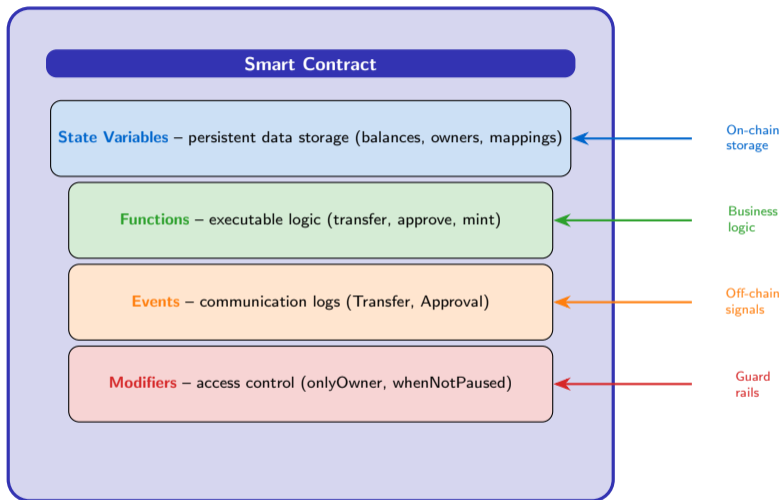 Smart Contract
State Variables – persistent data storage (balances, owners, mappings)
On-chain
storage
Functions – executable logic (transfer, approve, mint)
Business
logic
Events – communication logs (Transfer, Approval)
Off-chain
signals
Modifiers – access control (onlyOwner, whenNotPaused)
Guard
rails